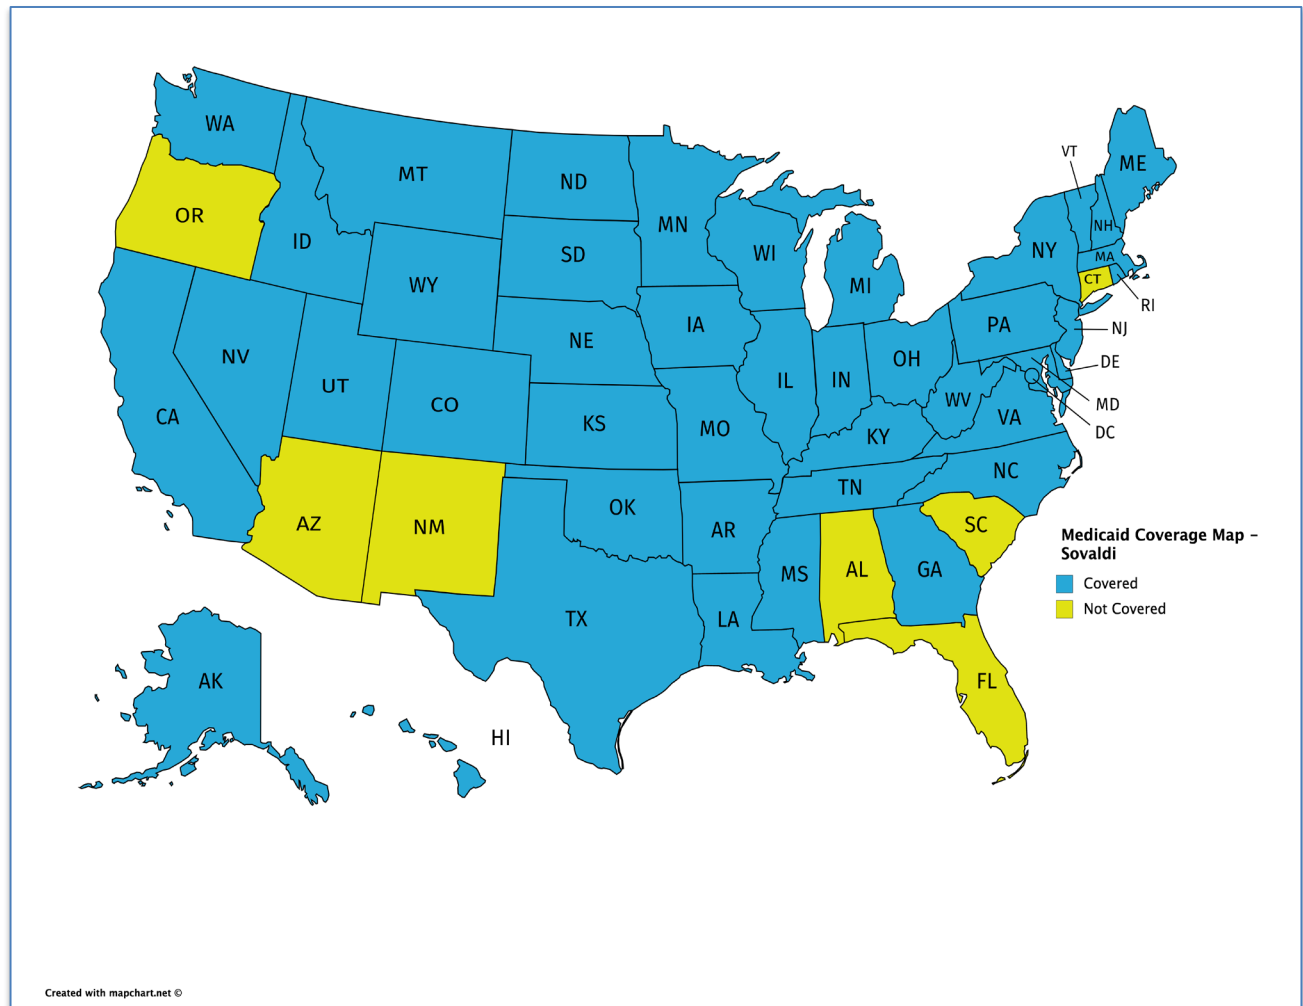 WA
MT
ND
MN
OR
ID
SD
WI
MI
NY
VT
ME
NH
MA
CT
RI
WY
NV
UT
CO
NE
IA
PA
NJ
DE
MD
DC
CA
KS
MO
IL
IN
OH
WV
VA
KY
NC
TN
AZ
NM
OK
AR
SC
MS
AL
GA
TX
LA
FL
AK
HI
Medicaid Coverage Map –
Sovaldi
Covered
Not Covered
Created with mapchart.net ©